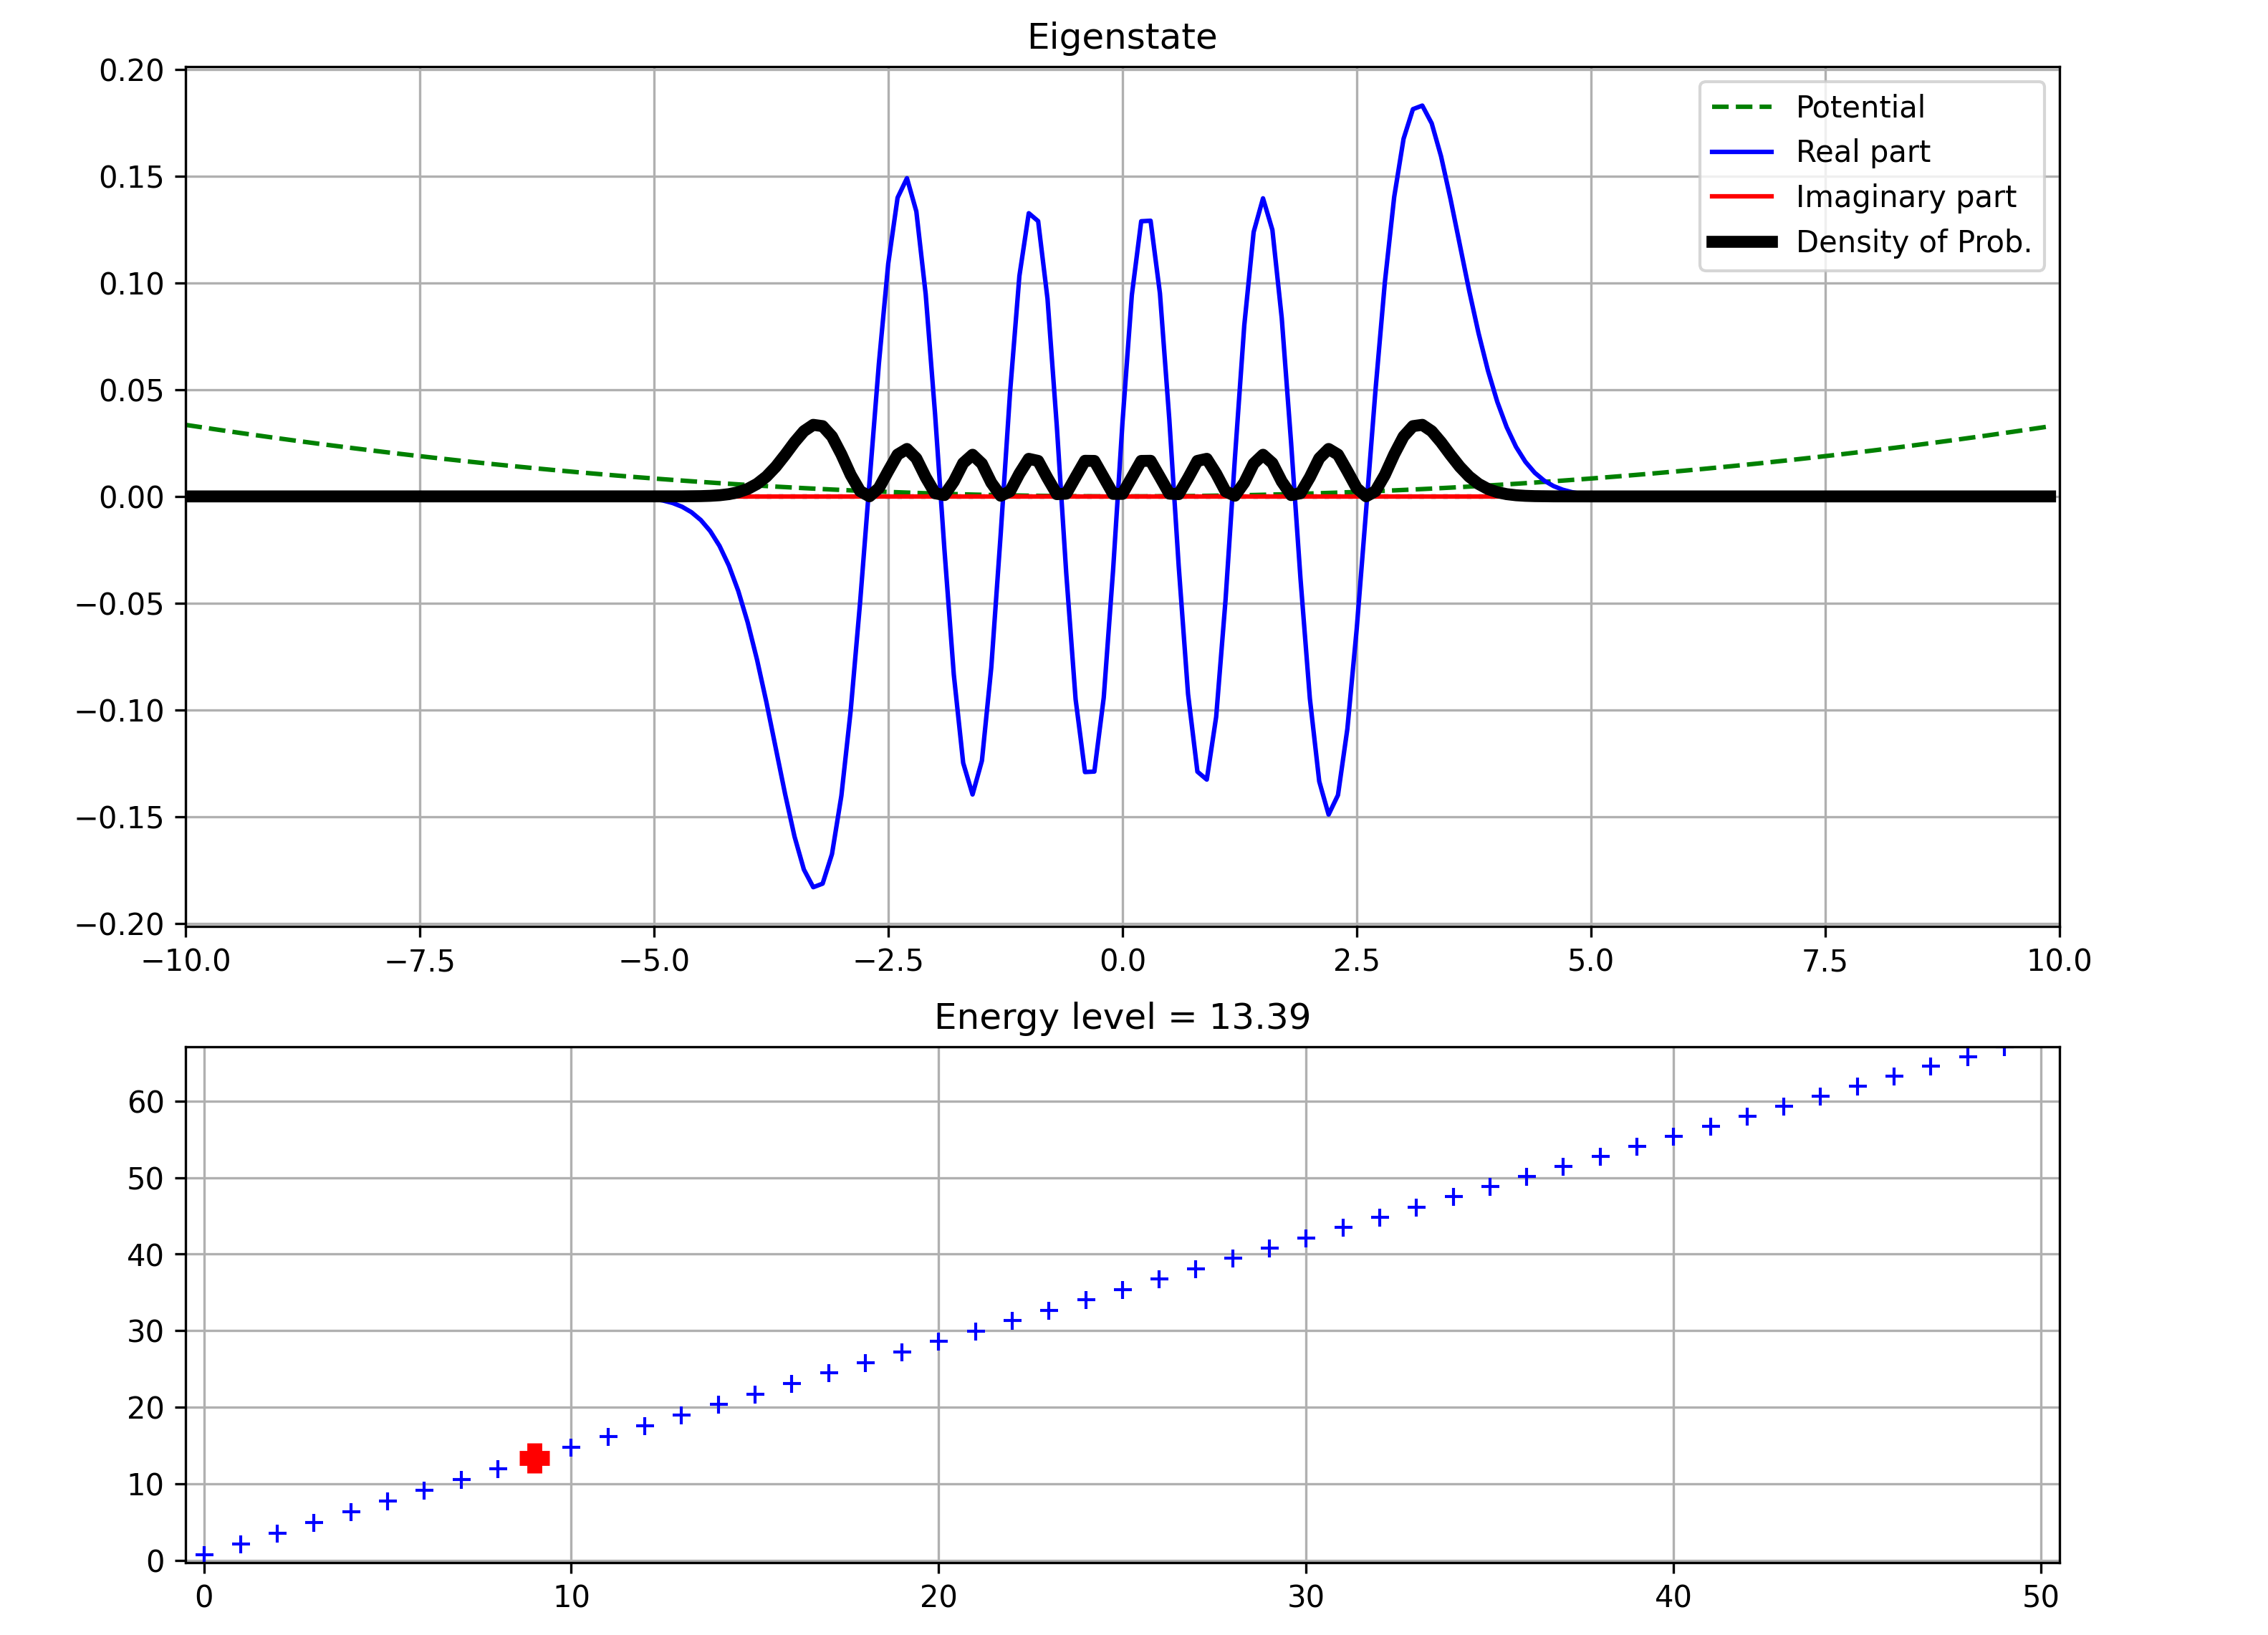 Eigenstate
Potential
Real part
Imaginary part
Density of Prob.
0.20
0.15
0.10
0.05
0.00
−0.05
−0.10
−0.15
−0.20
−10.0 −7.5 −5.0 −2.5 0.0 2.5 5.0 7.5 10.0
Energy level = 13.39
60
50
40
30
20
10
0
0 10 20 30 40 50